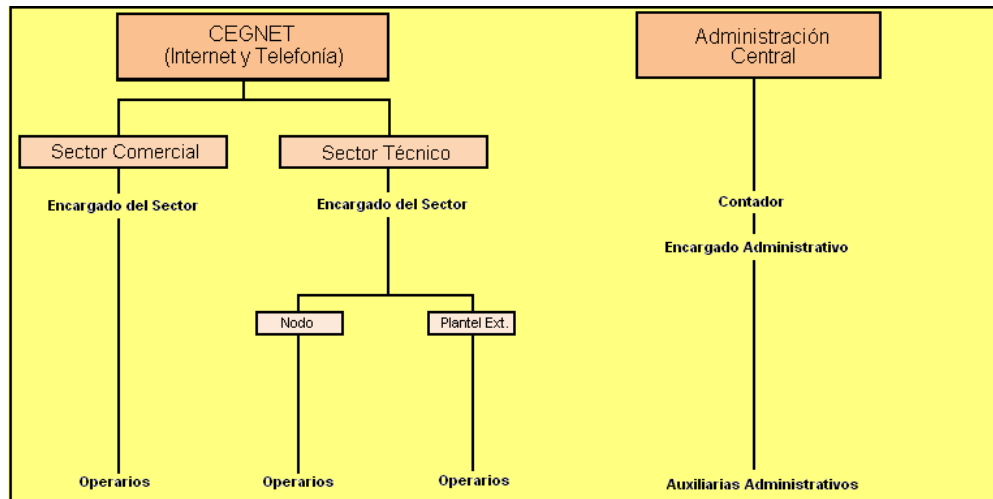 CEGNET
(Internet y Telefonía)
Administración
Central
Sector Comercial
Sector Técnico
Encargado del Sector
Encargado del Sector
Contador
Encargado Administrativo
Nodo
Plantel Ext.
Operarios
Operarios
Operarios
Auxiliarias Administrativos